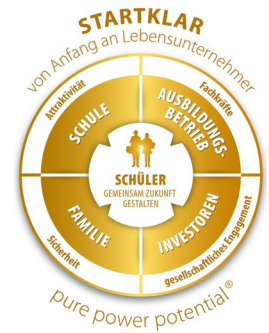 STARTKLAR
von Anfang an Lebensunternehmer
Attraktivität
Fachkräfte
SCHULE
AUSBILDUNGS-
BETRIEB
SCHÜLER
GEMEINSAM ZUKUNFT
GESTALTEN
FAMILIE
INVESTOREN
Sicherheit
gesellschaftliches Engagement
pure power potential®